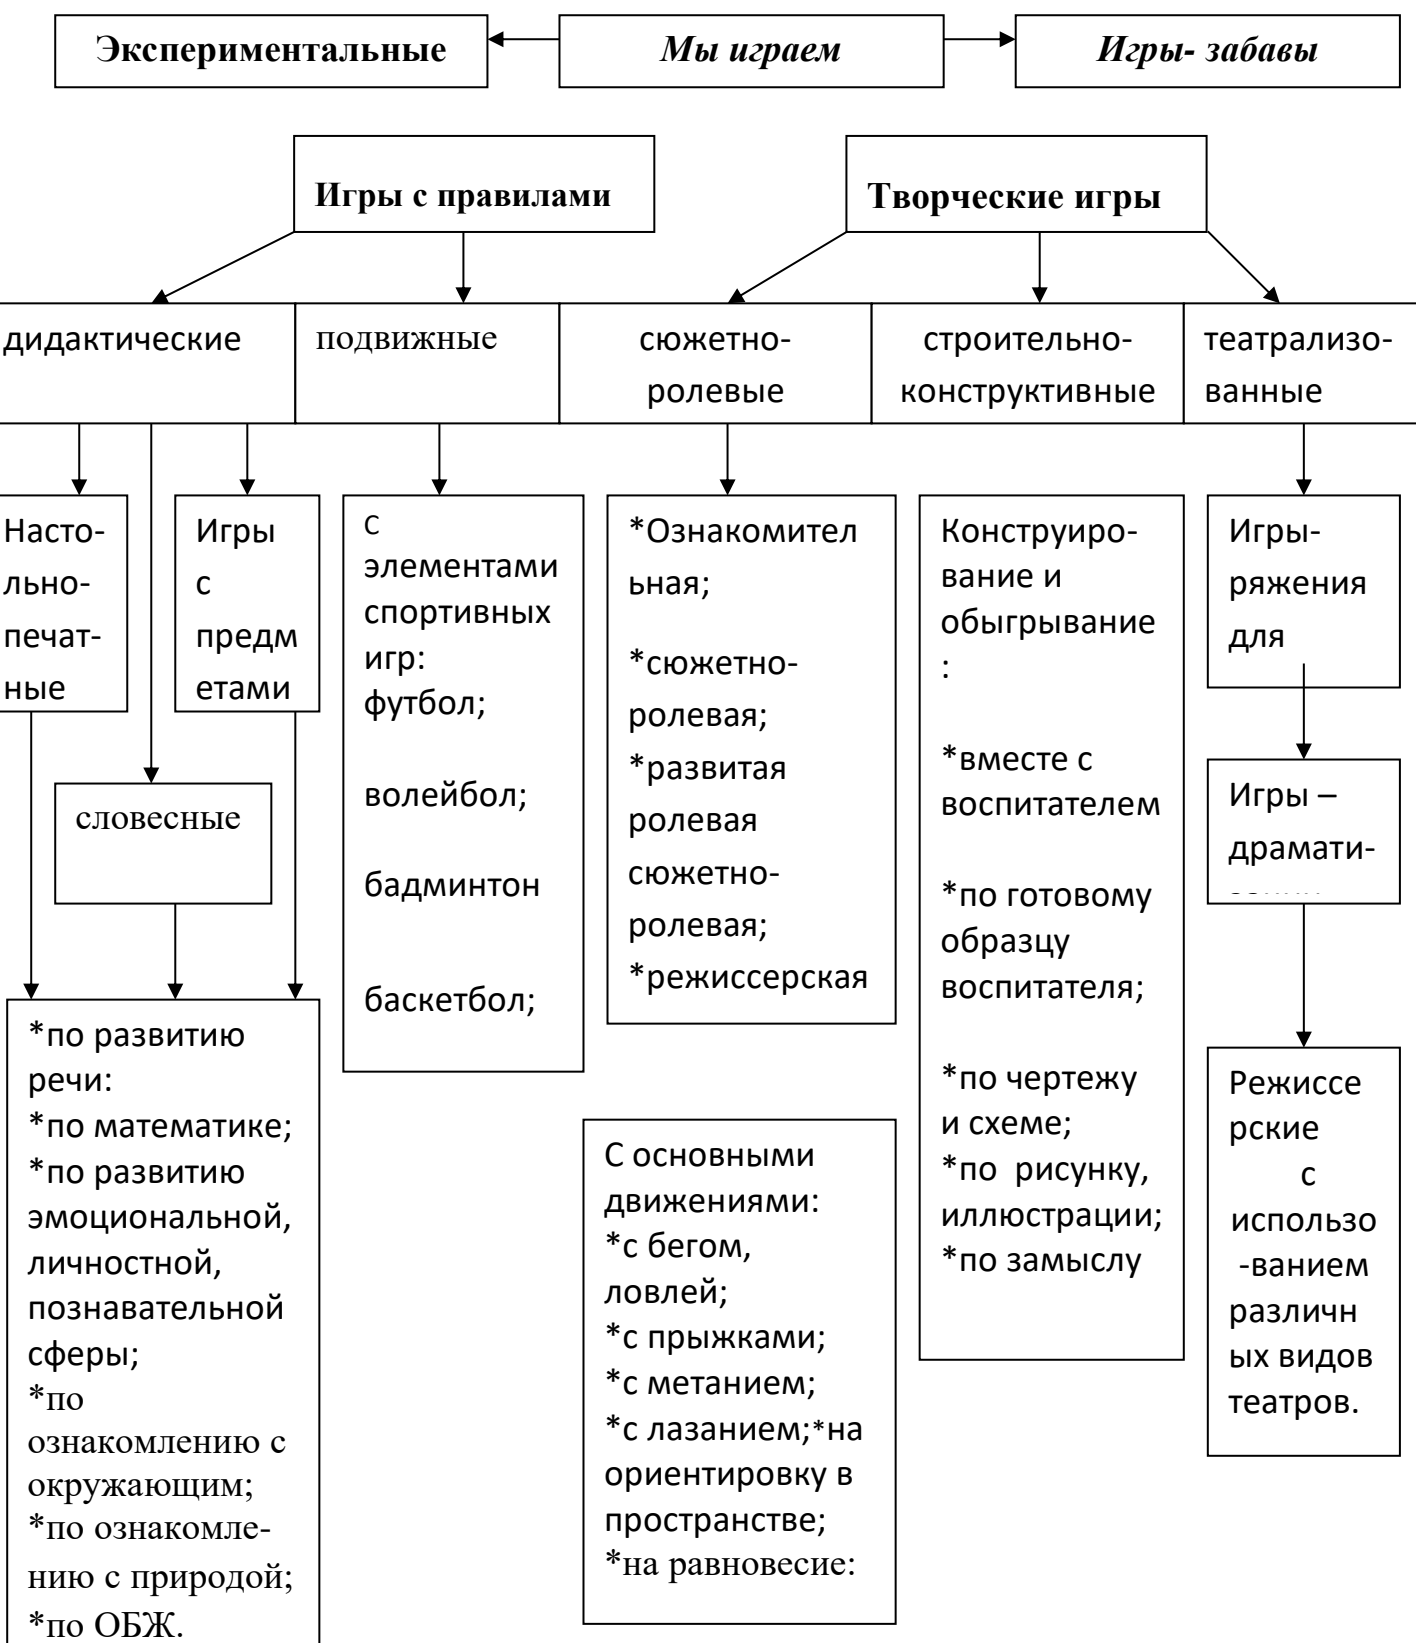 Экспериментальные
Мы играем
Игры- забавы
Игры с правилами
Творческие игры
дидактические
подвижные
сюжетно-
ролевые
строительно-
конструктивные
театрализо-
ванные
Насто-
льно-
печат-
ные
Игры
с
предм
етами
словесные
*по развитию
речи:
*по математике;
*по развитию
эмоциональной,
личностной,
познавательной
сферы;
*по
ознакомлению с
окружающим;
*по ознакомле-
нию с природой;
*по ОБЖ.
С
элементами
спортивных
игр:
футбол;
волейбол;
бадминтон
баскетбол;
*Ознакомител
ьная;
*сюжетно-
ролевая;
*развитая
ролевая
сюжетно-
ролевая;
*режиссерская
С основными
движениями:
*с бегом,
ловлей;
*с прыжками;
*с метанием;
*с лазанием;*на
ориентировку в
пространстве;
*на равновесие:
Конструиро-
вание и
обыгрывание
:
*вместе с
воспитателем
*по готовому
образцу
воспитателя;
*по чертежу
и схеме;
*по рисунку,
иллюстрации;
*по замыслу
Игры-
ряжения
для
Игры –
драмати-
Режиссе
рские
с
использо
-ванием
различн
ых видов
театров.